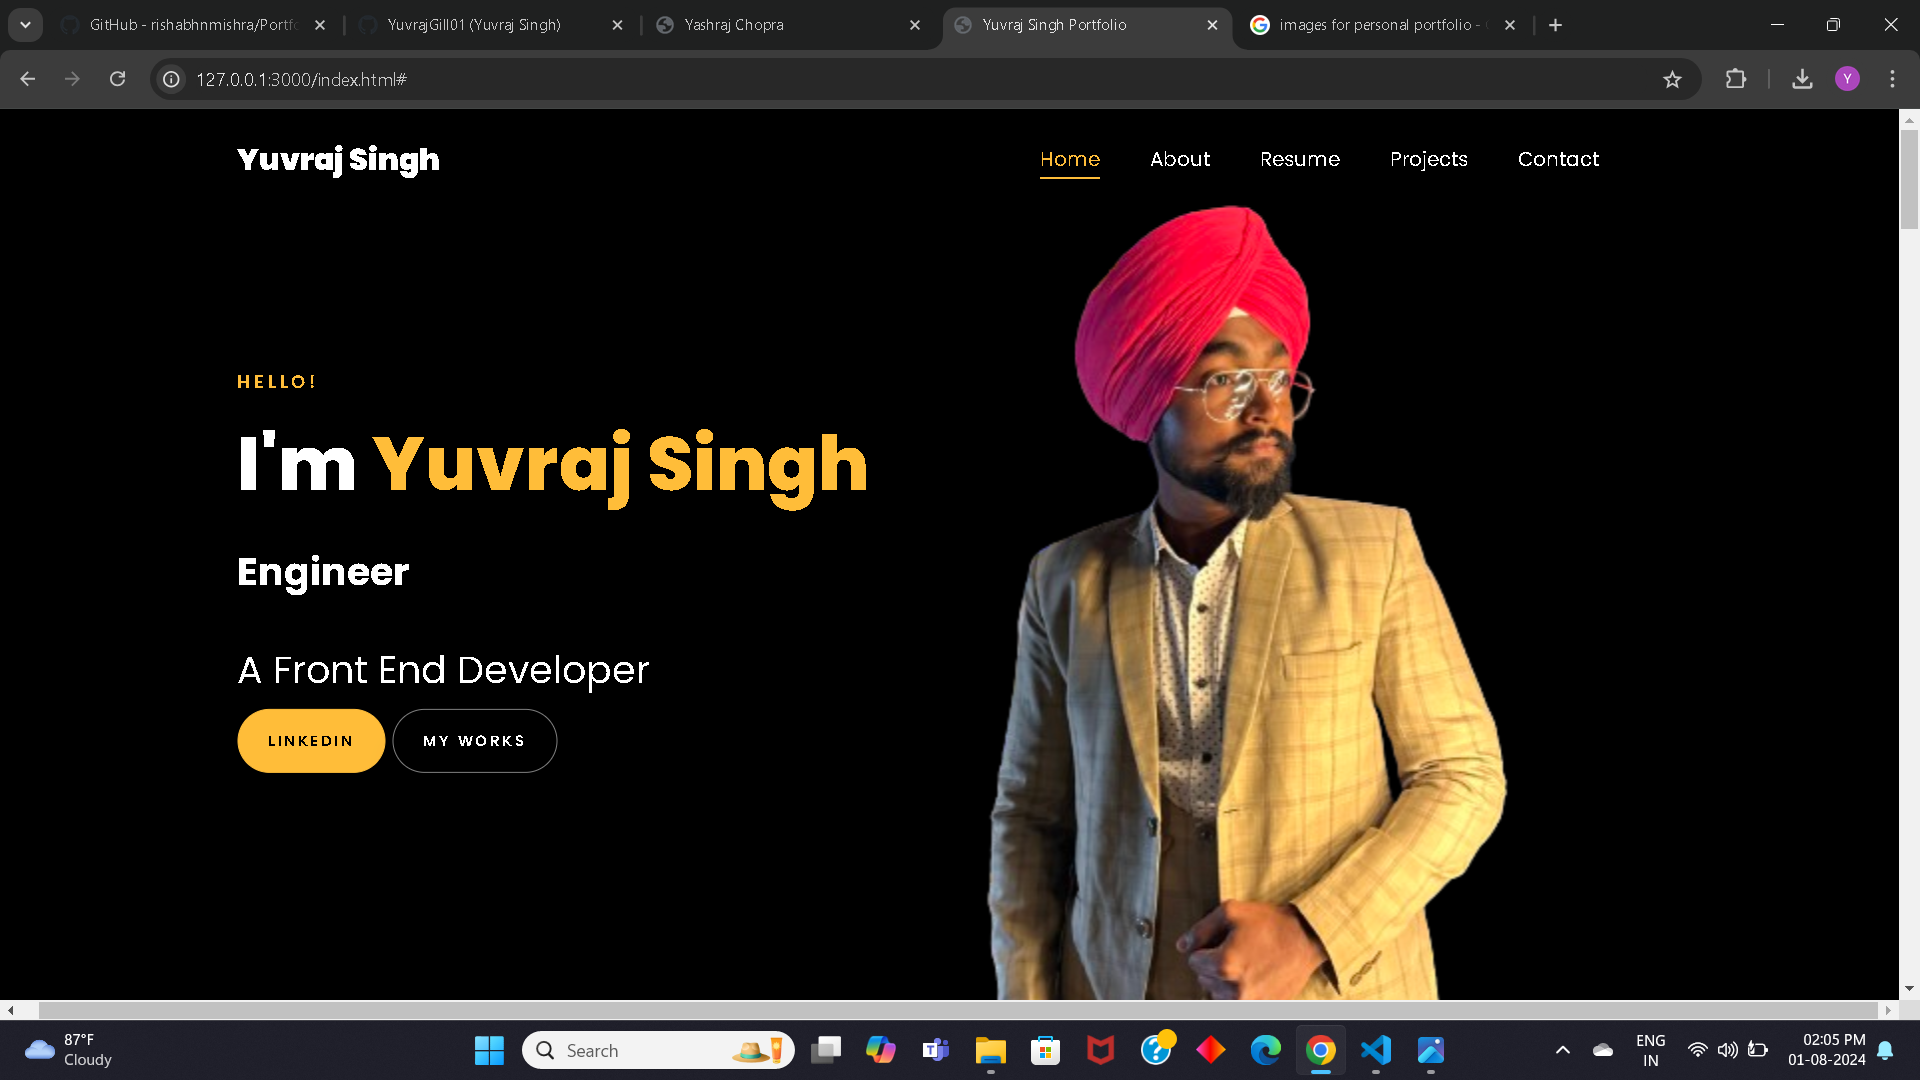 GitHub - rishabhnmishra/Portfo
YuvrajGill01 (Yuvraj Singh)
Yashraj Chopra
Yuvraj Singh Portfolio
images for personal portfolio -
127.0.0.1:3000/index.html#
Y
Yuvraj Singh
Home About Resume Projects Contact
HELLO!
I'm Yuvraj Singh
Engineer
A Front End Developer
LINKEDIN
MY WORKS
87°F
Cloudy
Search
ENG
IN
02:05 PM
01-08-2024